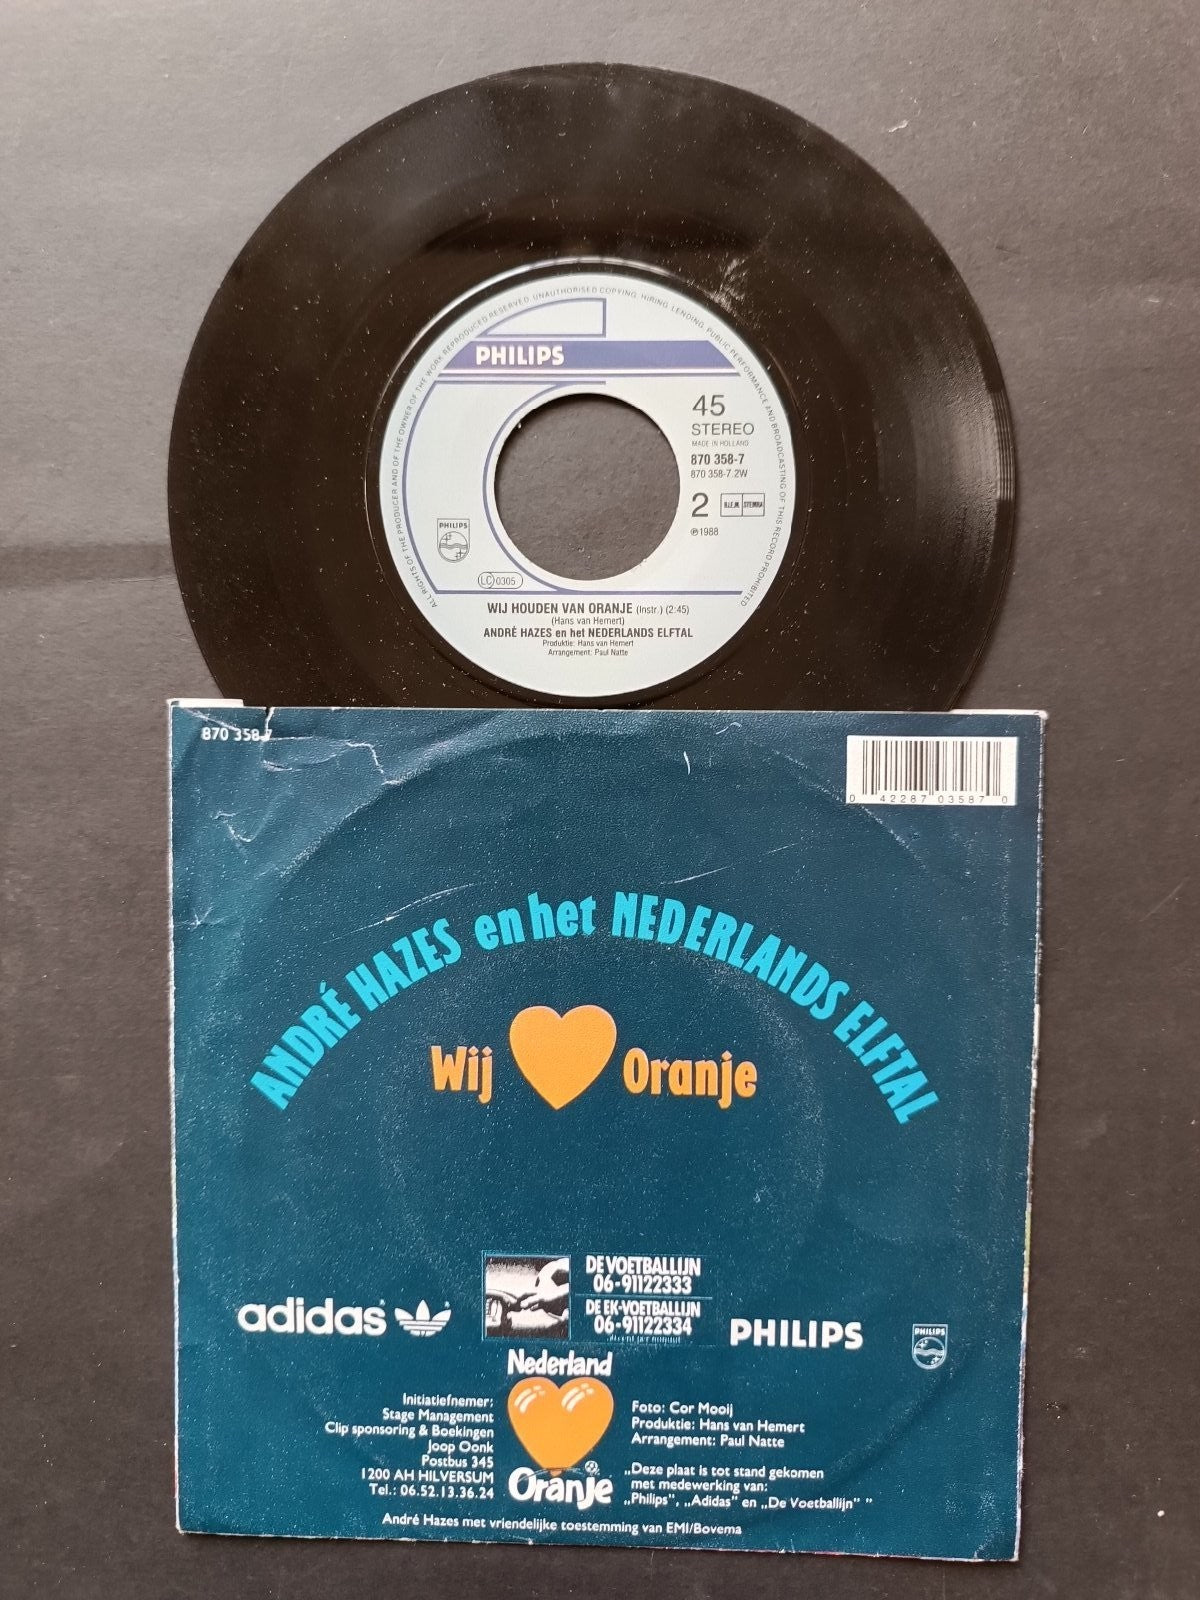 ALL RIGHTS OF THE PRODUCER AND OF THE OWNER OF THE WORK REPRODUCED RESERVED. UNAUTHORISED COPYING, HIRING, LENDING, PUBLIC PERFORMANCE AND BROADCASTING OF THIS RECORD PROHIBITED
PHILIPS
45
STEREO
MADE IN HOLLAND
870 358-7
870 358-7.2W
2
B.I.E.M. STEMRA
℗1988
PHILIPS
LC 0305
WIJ HOUDEN VAN ORANJE (Instr.) (2:45)
(Hans van Hemert)
ANDRÉ HAZES en het NEDERLANDS ELFTAL
Produktie: Hans van Hemert
Arrangement: Paul Natte
870 358-7
0 42287 03587 0
ANDRÉ HAZES en het NEDERLANDS ELFTAL
Wij Oranje
DE VOETBALLIJN
06-91122333
DE EK-VOETBALLIJN
06-91122334
adidas
PHILIPS
PHILIPS
Nederland
Oranje
Initiatiefnemer:
Stage Management
Clip sponsoring & Boekingen
Joop Oonk
Postbus 345
1200 AH HILVERSUM
Tel.: 06.52.13.36.24
Foto: Cor Mooij
Produktie: Hans van Hemert
Arrangement: Paul Natte
„Deze plaat is tot stand gekomen
met medewerking van:
„Philips”, „Adidas” en „De Voetballijn” ”
André Hazes met vriendelijke toestemming van EMI/Bovema